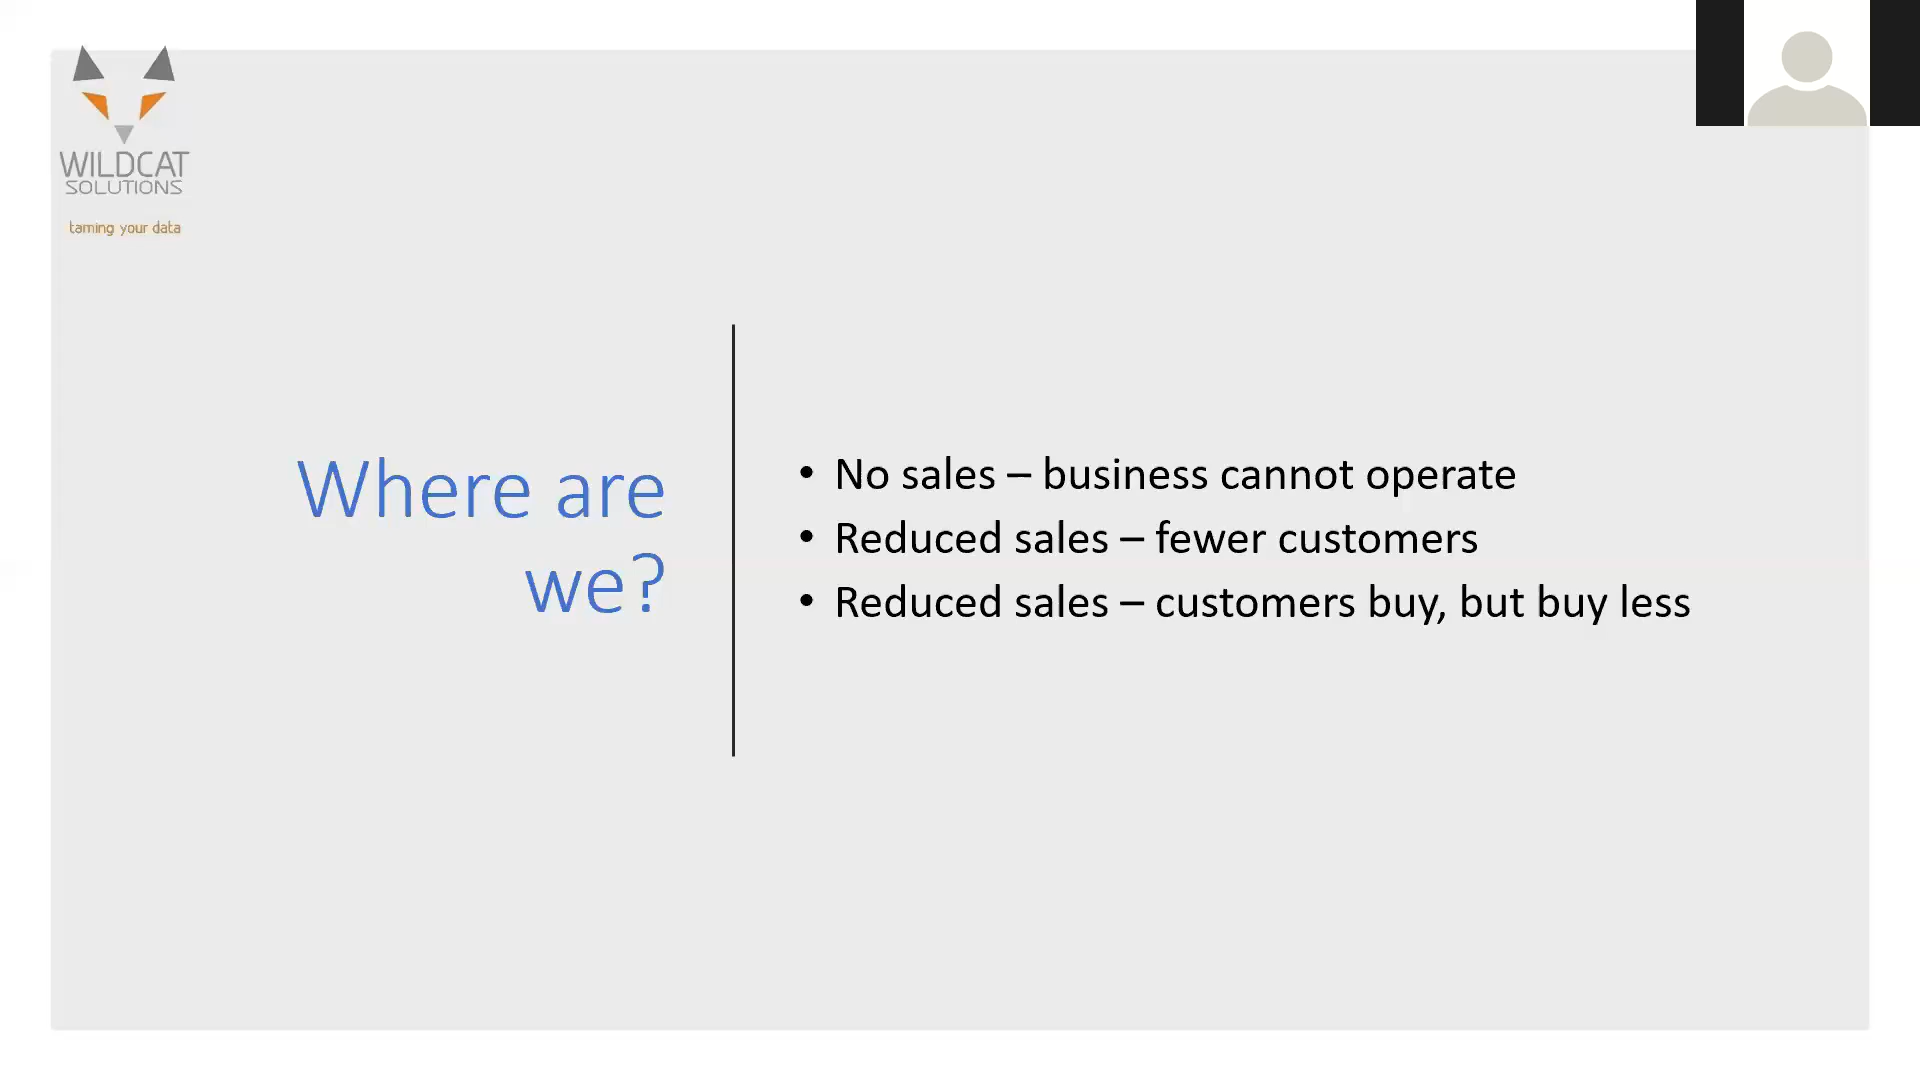 WILDCAT
SOLUTIONS
taming your data
Where are
we?
• No sales – business cannot operate
• Reduced sales – fewer customers
• Reduced sales – customers buy, but buy less